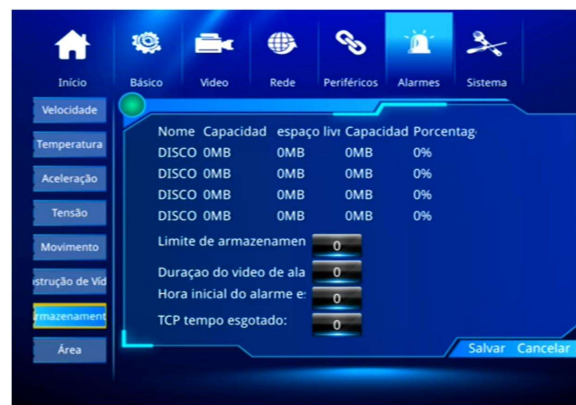 Início Básico Video Rede Periféricos Alarmes Sistema
Velocidade
Temperatura
Aceleração
Tensão
Movimento
strução de Víd
rmazenament
Área
Nome Capacidad espaço livr Capacidad Porcentag
DISCO 0MB 0MB 0MB 0%
DISCO 0MB 0MB 0MB 0%
DISCO 0MB 0MB 0MB 0%
DISCO 0MB 0MB 0MB 0%
Limite de armazenamen 0
Duraçao do video de ala 0
Hora inicial do alarme e: 0
TCP tempo esgotado: 0
Salvar Cancelar